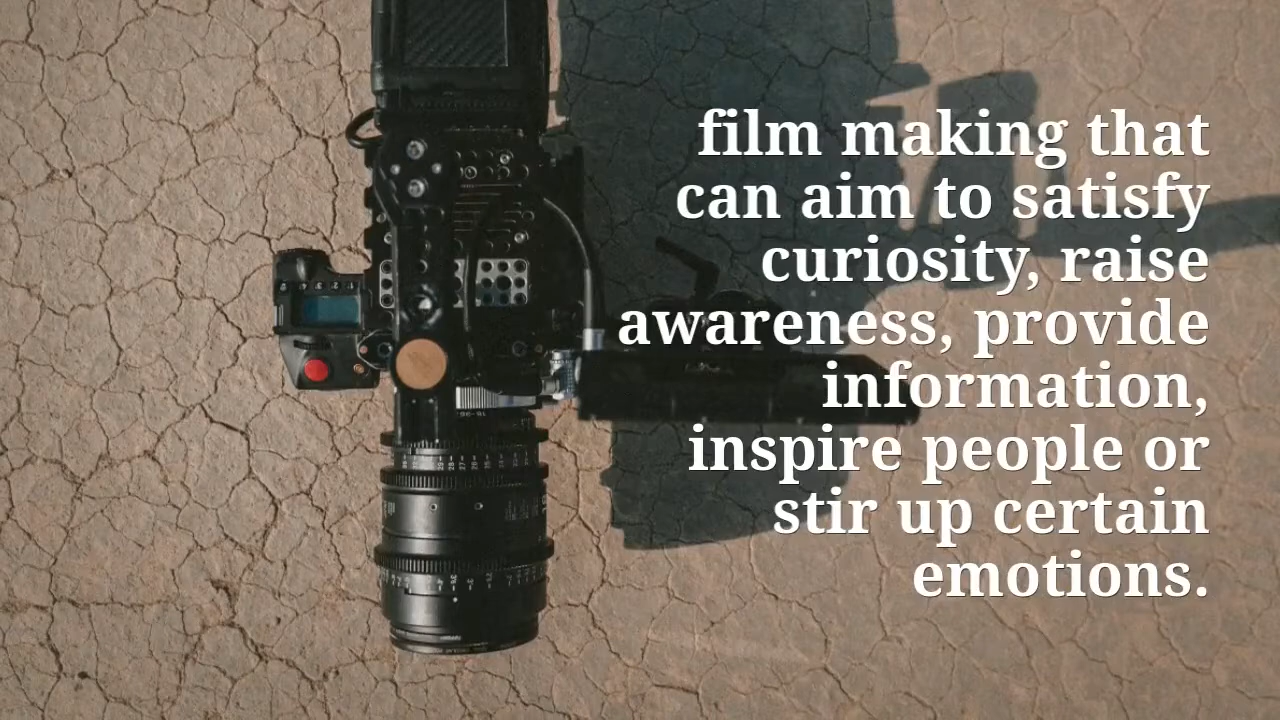 film making that
can aim to satisfy
curiosity, raise
awareness, provide
information,
inspire people or
stir up certain
emotions.